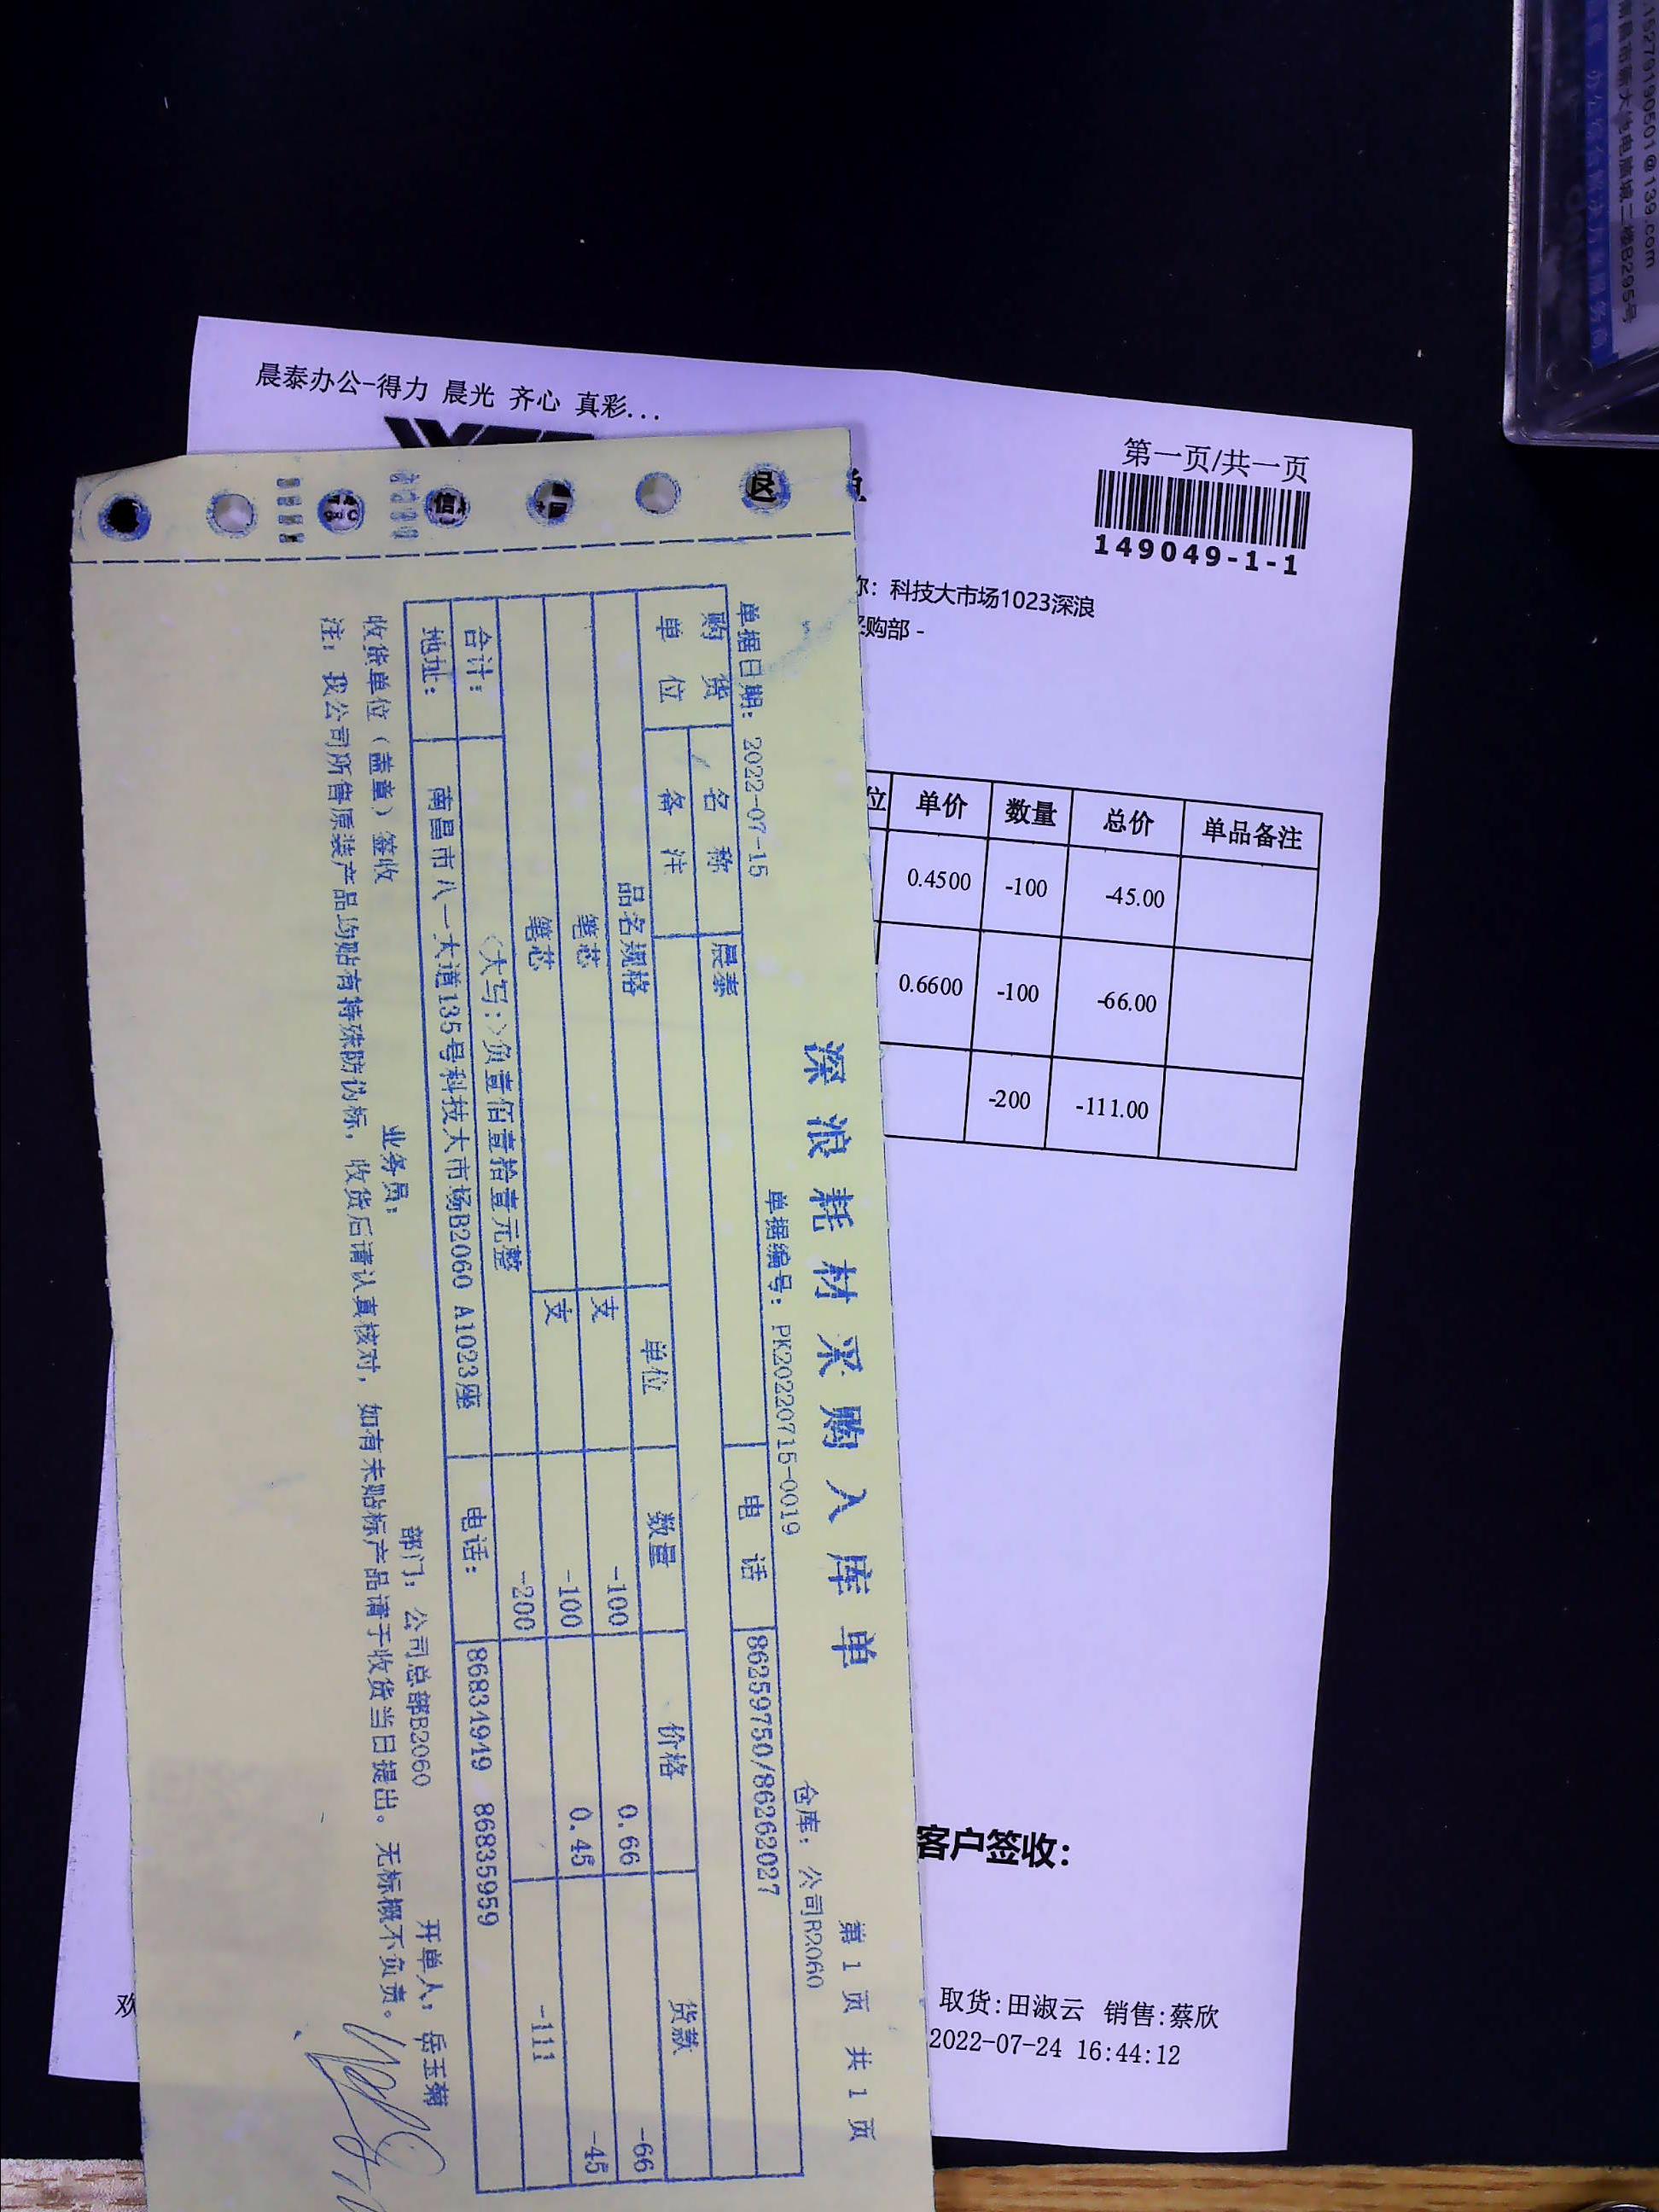 晨泰办公-得力 晨光 齐心 真彩...
第一页/共一页
149049-1-1
科技大市场1023深浪
购部 -
位 单价 数量 总价 单品备注
0.4500 -100 -45.00
0.6600 -100 -66.00
-200 -111.00
客户签收:
取货:田淑云 销售:蔡欣
2022-07-24 16:44:12
欢
深浪耗材采购入库单
第 1 页 共 1 页
单据日期: 2022-07-15 单据编号: PK20220715-0019 仓库: 公司B2060
购货单位 名称 晨泰 电话 86259750/86262027
备注
品名规格 单位 数量 价格 货款
笔芯 支 -100 0.66 -66
笔芯 支 -100 0.45 -45
合计: <大写:>负壹佰壹拾壹元整 -200 -111
地址: 南昌市八一大道135号科技大市场B2060 A1023座 电话: 86834949 86835959
收货单位(盖章)签收 业务员: 部门: 公司总部B2060 开单人: 岳玉菊
注: 我公司所售原装产品均贴有特殊防伪标, 收货后请认真核对, 如有未贴标产品请于收货当日提出。无标概不负责。
15279190501@139.com